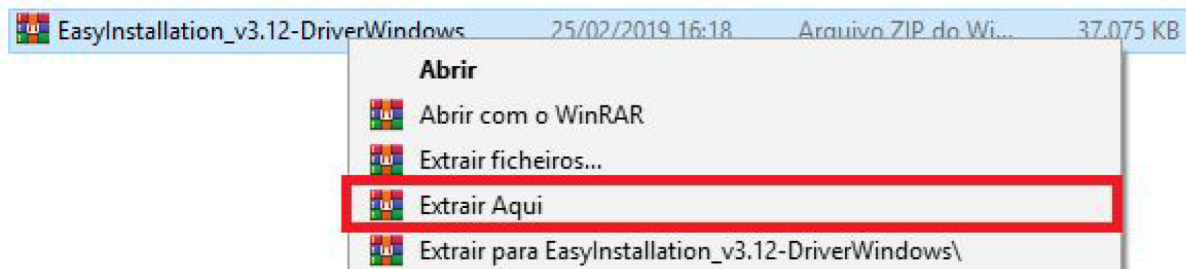 EasyInstallation_v3.12-DriverWindows 25/02/2019 16:18 Arquivo ZIP do Wi... 37.075 KB
Abrir
Abrir com o WinRAR
Extrair ficheiros...
Extrair Aqui
Extrair para EasyInstallation_v3.12-DriverWindows\